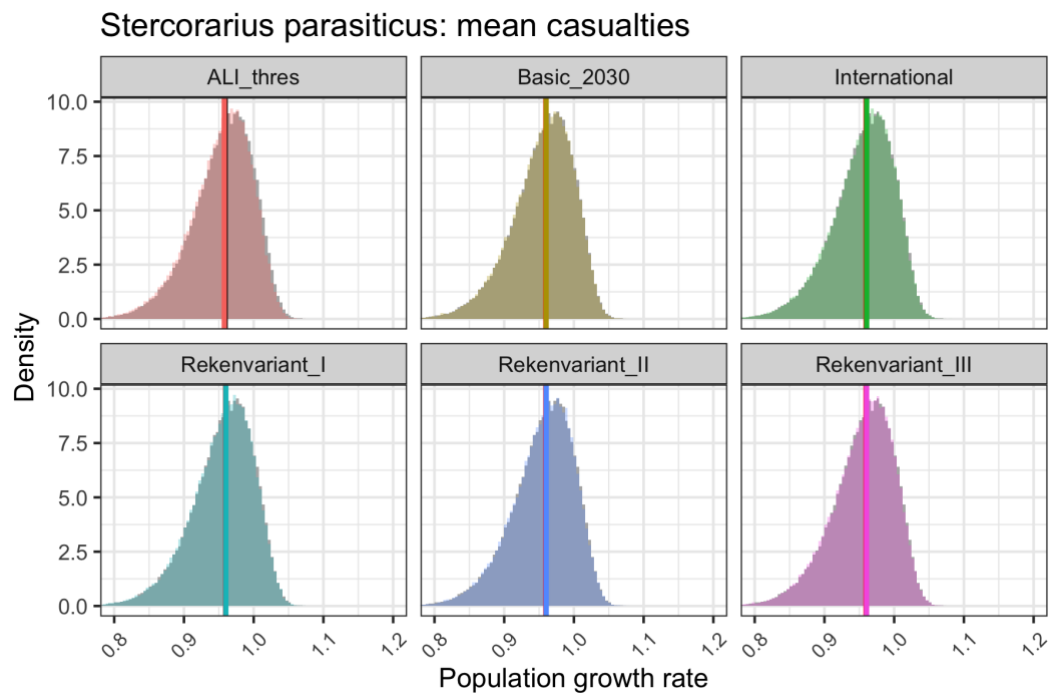 Stercorarius parasiticus: mean casualties
ALI_thres Basic_2030 International
10.0
7.5
5.0
2.5
0.0
Density
Rekenvariant_I Rekenvariant_II Rekenvariant_III
10.0
7.5
5.0
2.5
0.0
0.8 0.9 1.0 1.1 1.2 0.8 0.9 1.0 1.1 1.2 0.8 0.9 1.0 1.1 1.2
Population growth rate